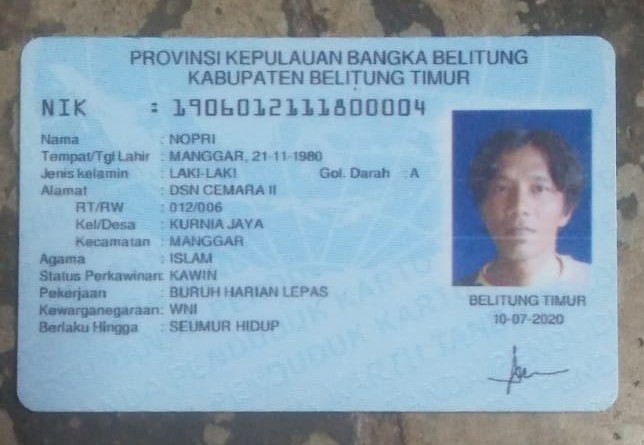 PROVINSI KEPULAUAN BANGKA BELITUNG
KABUPATEN BELITUNG TIMUR
NIK : 1906012111800004
Nama : NOPRI
Tempat/Tgl Lahir : MANGGAR, 21-11-1980
Jenis kelamin : LAKI-LAKI Gol. Darah : A
Alamat : DSN CEMARA II
RT/RW : 012/006
Kel/Desa : KURNIA JAYA
Kecamatan : MANGGAR
Agama : ISLAM
Status Perkawinan: KAWIN
Pekerjaan : BURUH HARIAN LEPAS
Kewarganegaraan: WNI
Berlaku Hingga : SEUMUR HIDUP
BELITUNG TIMUR
10-07-2020